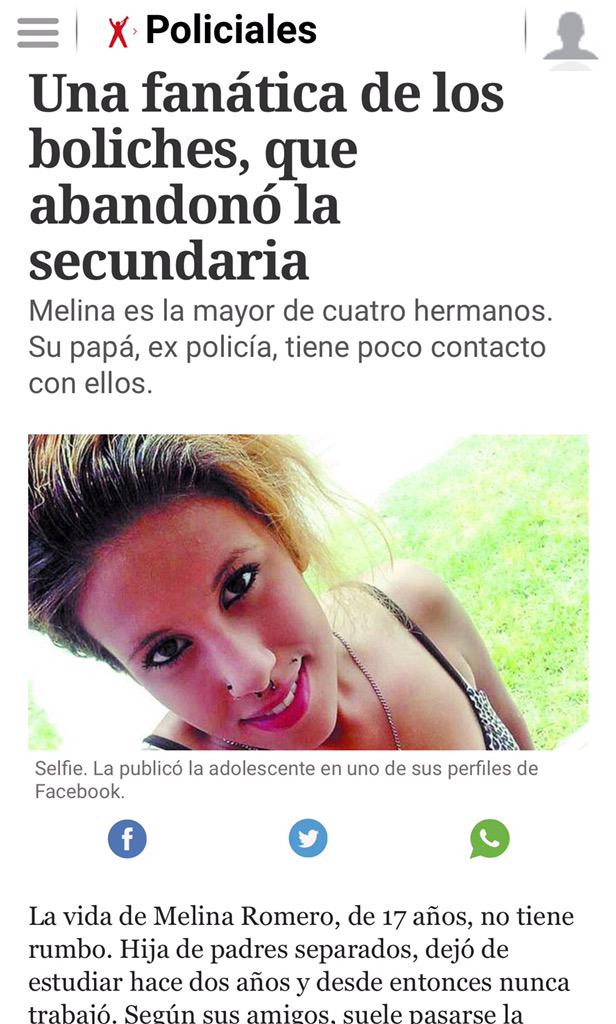 Policiales
Una fanática de los
boliches, que
abandonó la
secundaria
Melina es la mayor de cuatro hermanos.
Su papá, ex policía, tiene poco contacto
con ellos.
Selfie. La publicó la adolescente en uno de sus perfiles de
Facebook.
La vida de Melina Romero, de 17 años, no tiene
rumbo. Hija de padres separados, dejó de
estudiar hace dos años y desde entonces nunca
trabajó. Según sus amigos, suele pasarse la